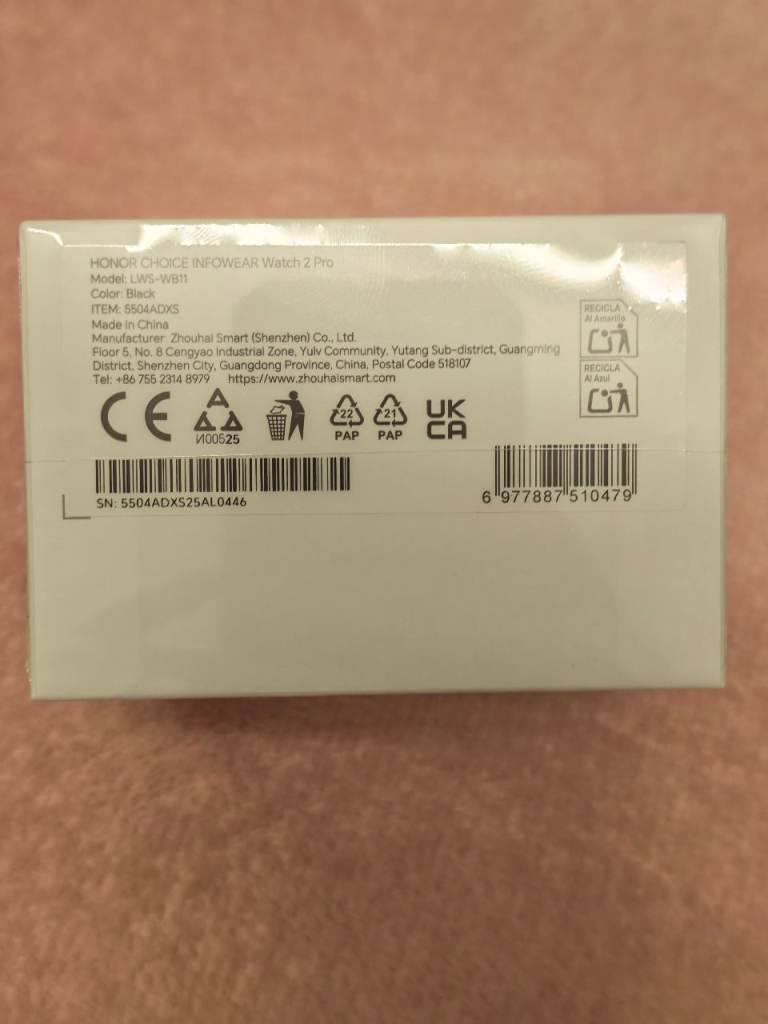 HONOR CHOICE INFOWEAR Watch 2 Pro
Model: LWS-WB11
Color: Black
ITEM: 5504ADXS
Made in China
Manufacturer: Zhouhai Smart (Shenzhen) Co., Ltd.
Floor 5, No. 8 Cengyao Industrial Zone, Yulv Community, Yutang Sub-district, Guangming
District, Shenzhen City, Guangdong Province, China, Postal Code 518107
Tel: +86 755 2314 8979 https://www.zhouhaismart.com
RECICLA
Al Amarillo
RECICLA
Al Azul
CE
И00525
22
PAP
21
PAP
UK
CA
SN: 5504ADXS25AL0446
6 977887 510479